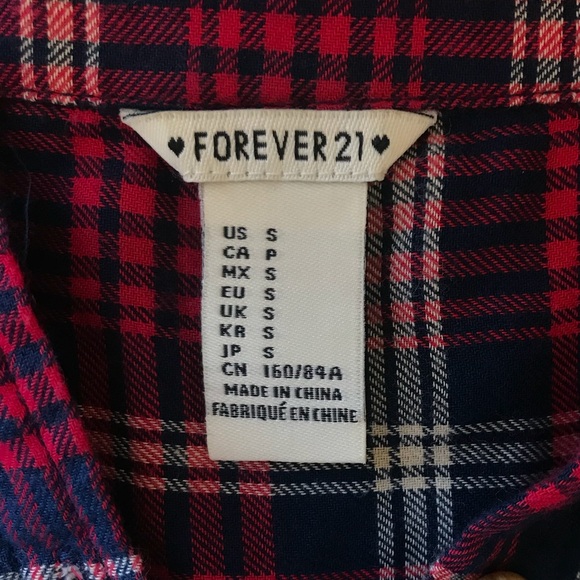 ♥ FOREVER 21 ♥
US S
CA P
MX S
EU S
UK S
KR S
JP S
CN 160/84A
MADE IN CHINA
FABRIQUÉ EN CHINE